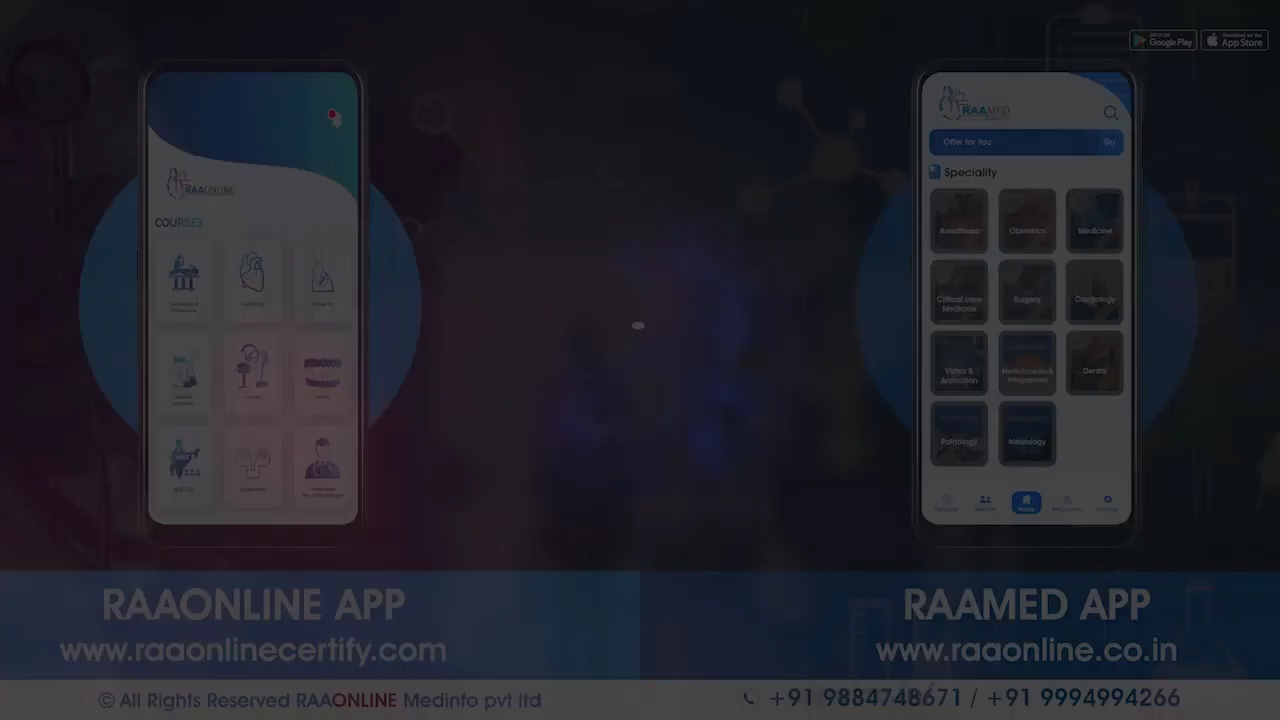 GET IT ON
Google Play
Download on the
App Store
RAAONLINE
COURSES
RAAMED
Offer for You
Go
Speciality
Anesthesia
Obstetrics
Medicine
Critical care
Medicine
Surgery
Cardiology
Video &
Animation
Dental
Pathology
Neurology
Home
RAAONLINE APP
www.raaonlinecertify.com
RAAMED APP
www.raaonline.co.in
© All Rights Reserved RAAONLINE Medinfo pvt ltd
+91 9884748671 / +91 9994994266